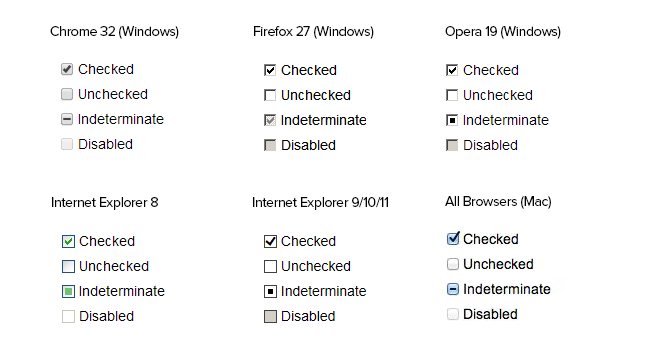 Chrome 32 (Windows)
Checked
Unchecked
Indeterminate
Disabled
Firefox 27 (Windows)
Checked
Unchecked
Indeterminate
Disabled
Opera 19 (Windows)
Checked
Unchecked
Indeterminate
Disabled
Internet Explorer 8
Checked
Unchecked
Indeterminate
Disabled
Internet Explorer 9/10/11
Checked
Unchecked
Indeterminate
Disabled
All Browsers (Mac)
Checked
Unchecked
Indeterminate
Disabled